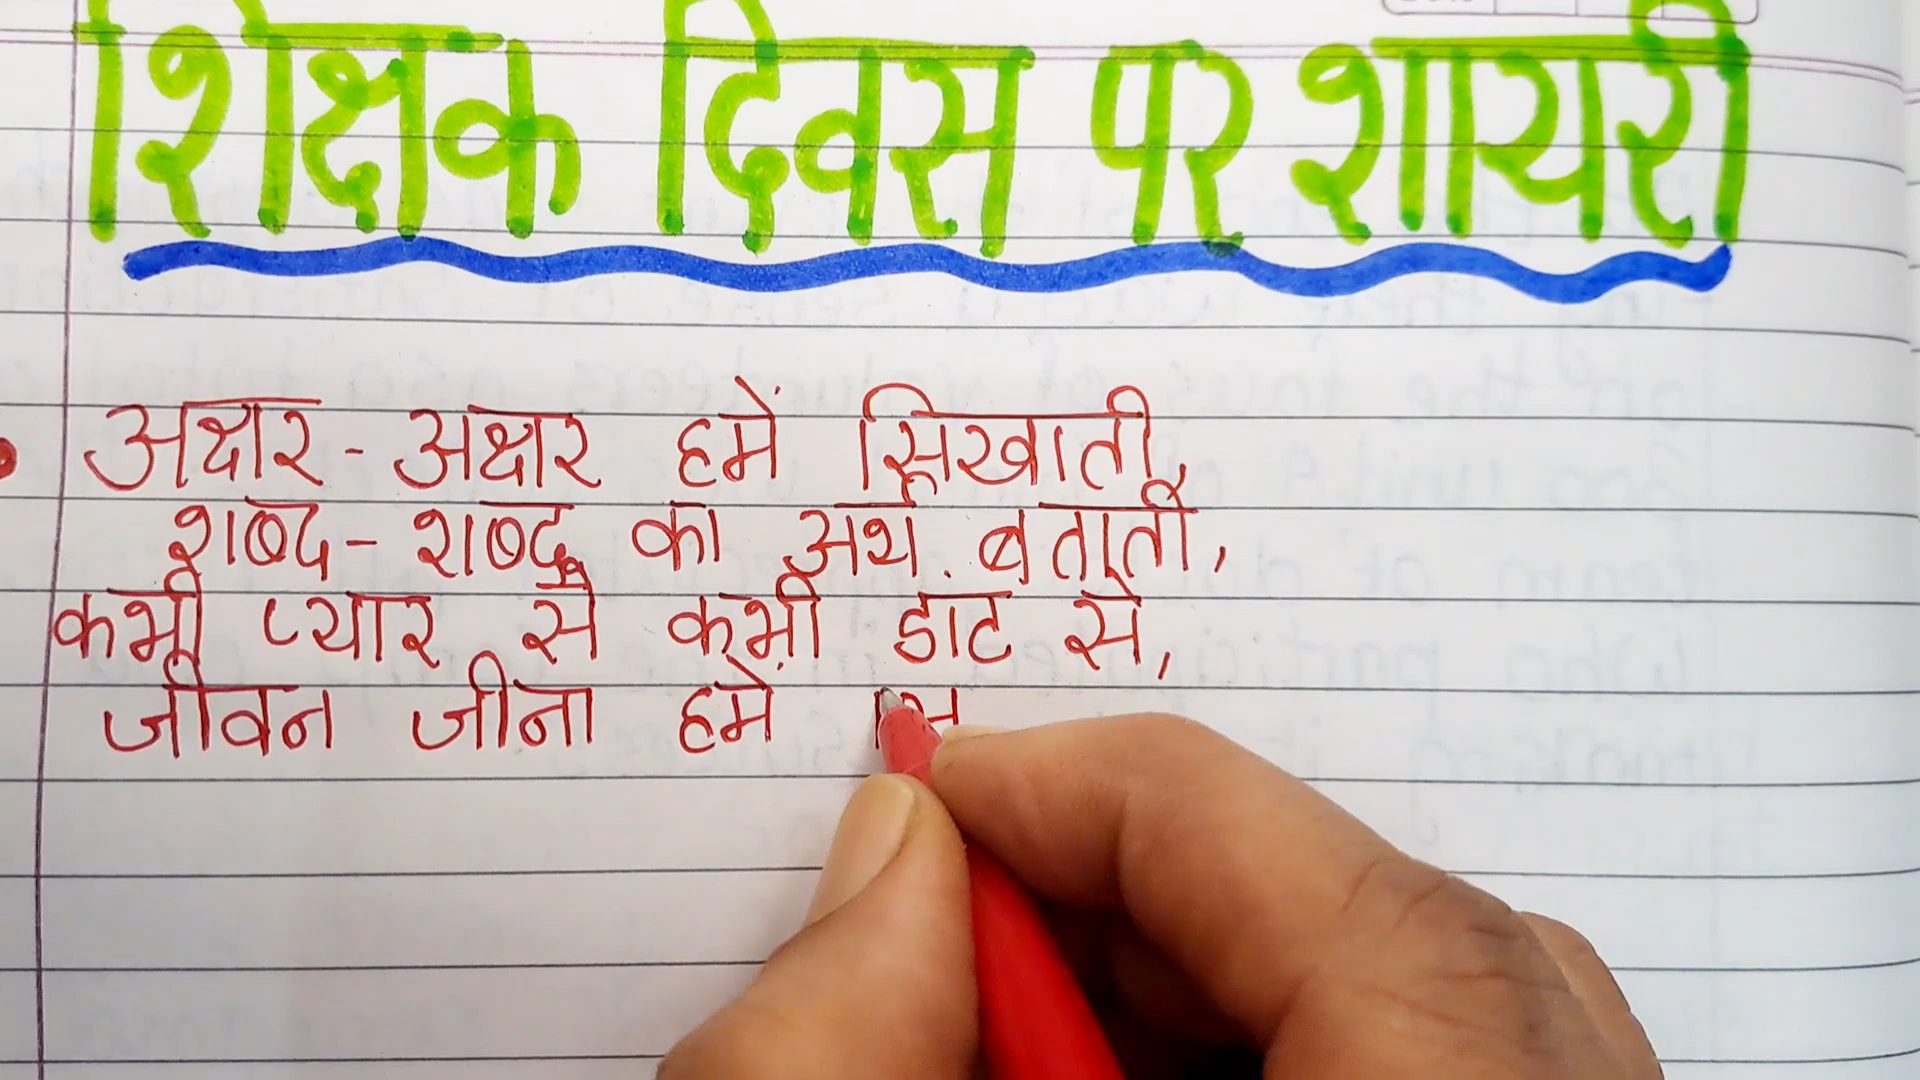 शिक्षक दिवस पर शायरी
अक्षर - अक्षर हमें सिखाती,
शब्द - शब्द का अर्थ बताती,
कभी प्यार से कभी डाट से,
जीवन जीना हमें